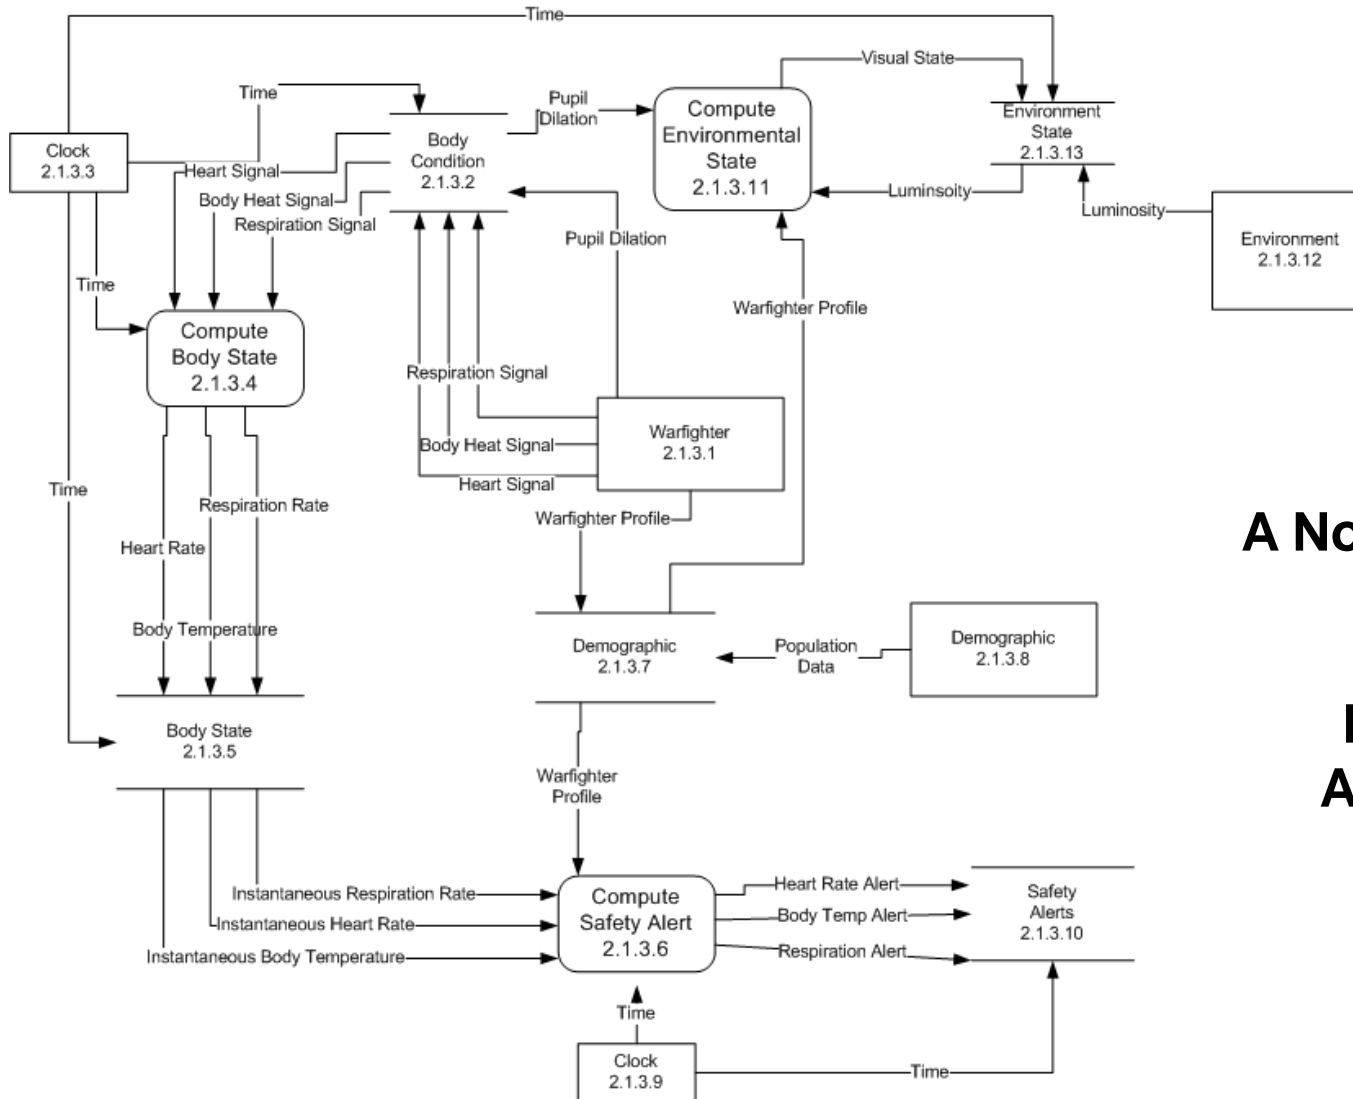 Time
Visual State
Time
Pupil
Dilation
Compute
Environmental
State
2.1.3.11
Environment
State
2.1.3.13
Clock
2.1.3.3
Body
Condition
2.1.3.2
Heart Signal
Body Heat Signal
Respiration Signal
Luminsoity
Luminosity
Pupil Dilation
Environment
2.1.3.12
Time
Warfighter Profile
Compute
Body State
2.1.3.4
Respiration Signal
Warfighter
2.1.3.1
Body Heat Signal
Heart Signal
Time
Respiration Rate
Warfighter Profile
A No
Heart Rate
Body Temperature
Demographic
2.1.3.7
Population
Data
Demographic
2.1.3.8
Body State
2.1.3.5
A
Warfighter
Profile
Instantaneous Respiration Rate
Instantaneous Heart Rate
Instantaneous Body Temperature
Compute
Safety Alert
2.1.3.6
Heart Rate Alert
Body Temp Alert
Respiration Alert
Safety
Alerts
2.1.3.10
Time
Clock
2.1.3.9
Time